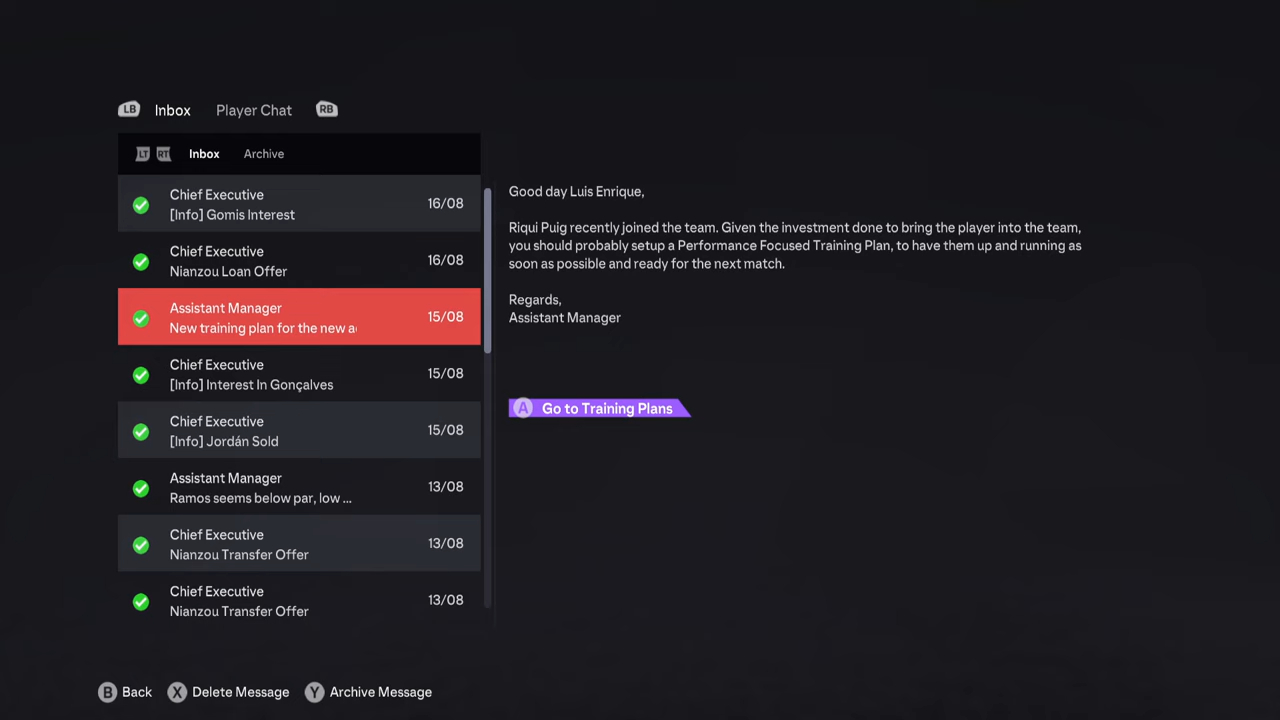 LB Inbox Player Chat RB
LT RT Inbox Archive
Chief Executive
[Info] Gomis Interest
16/08
Chief Executive
Nianzou Loan Offer
16/08
Assistant Manager
New training plan for the new a
15/08
Chief Executive
[Info] Interest In Gonçalves
15/08
Chief Executive
[Info] Jordán Sold
15/08
Assistant Manager
Ramos seems below par, low ...
13/08
Chief Executive
Nianzou Transfer Offer
13/08
Chief Executive
Nianzou Transfer Offer
13/08
Good day Luis Enrique,
Riqui Puig recently joined the team. Given the investment done to bring the player into the team,
you should probably setup a Performance Focused Training Plan, to have them up and running as
soon as possible and ready for the next match.
Regards,
Assistant Manager
A Go to Training Plans
B Back X Delete Message Y Archive Message